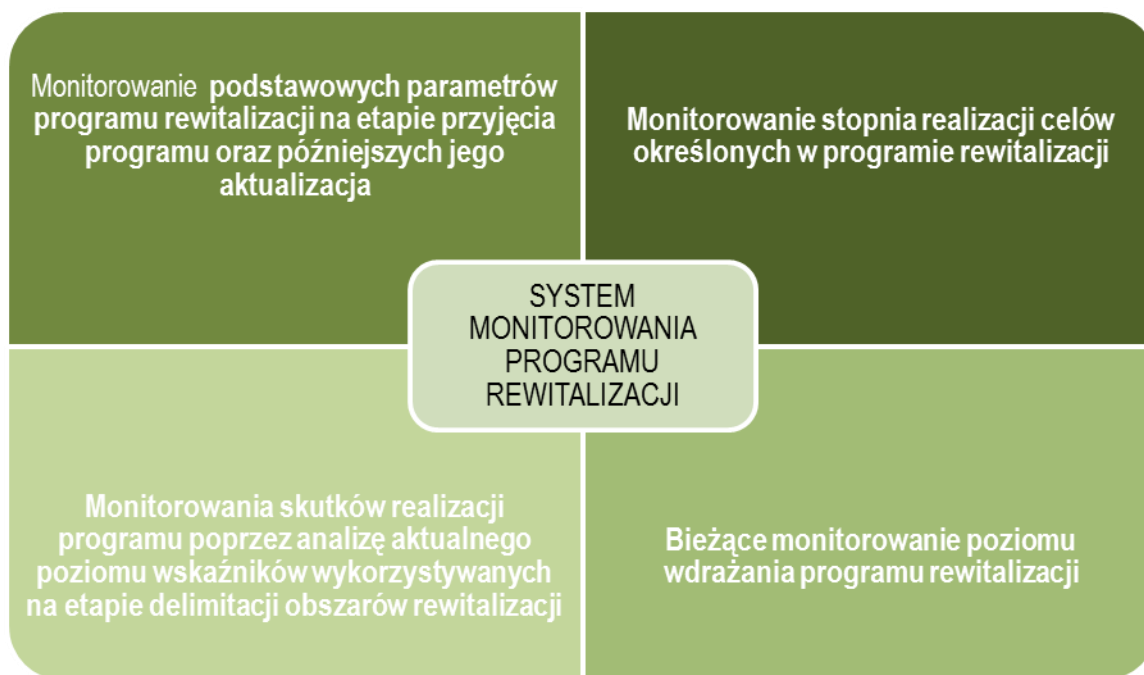 Monitorowanie podstawowych parametrów
programu rewitalizacji na etapie przyjęcia
programu oraz późniejszych jego
aktualizacja
Monitorowanie stopnia realizacji celów
określonych w programie rewitalizacji
SYSTEM
MONITOROWANIA
PROGRAMU
REWITALIZACJI
Monitorowania skutków realizacji
programu poprzez analizę aktualnego
poziomu wskaźników wykorzystywanych
na etapie delimitacji obszarów rewitalizacji
Bieżące monitorowanie poziomu
wdrażania programu rewitalizacji